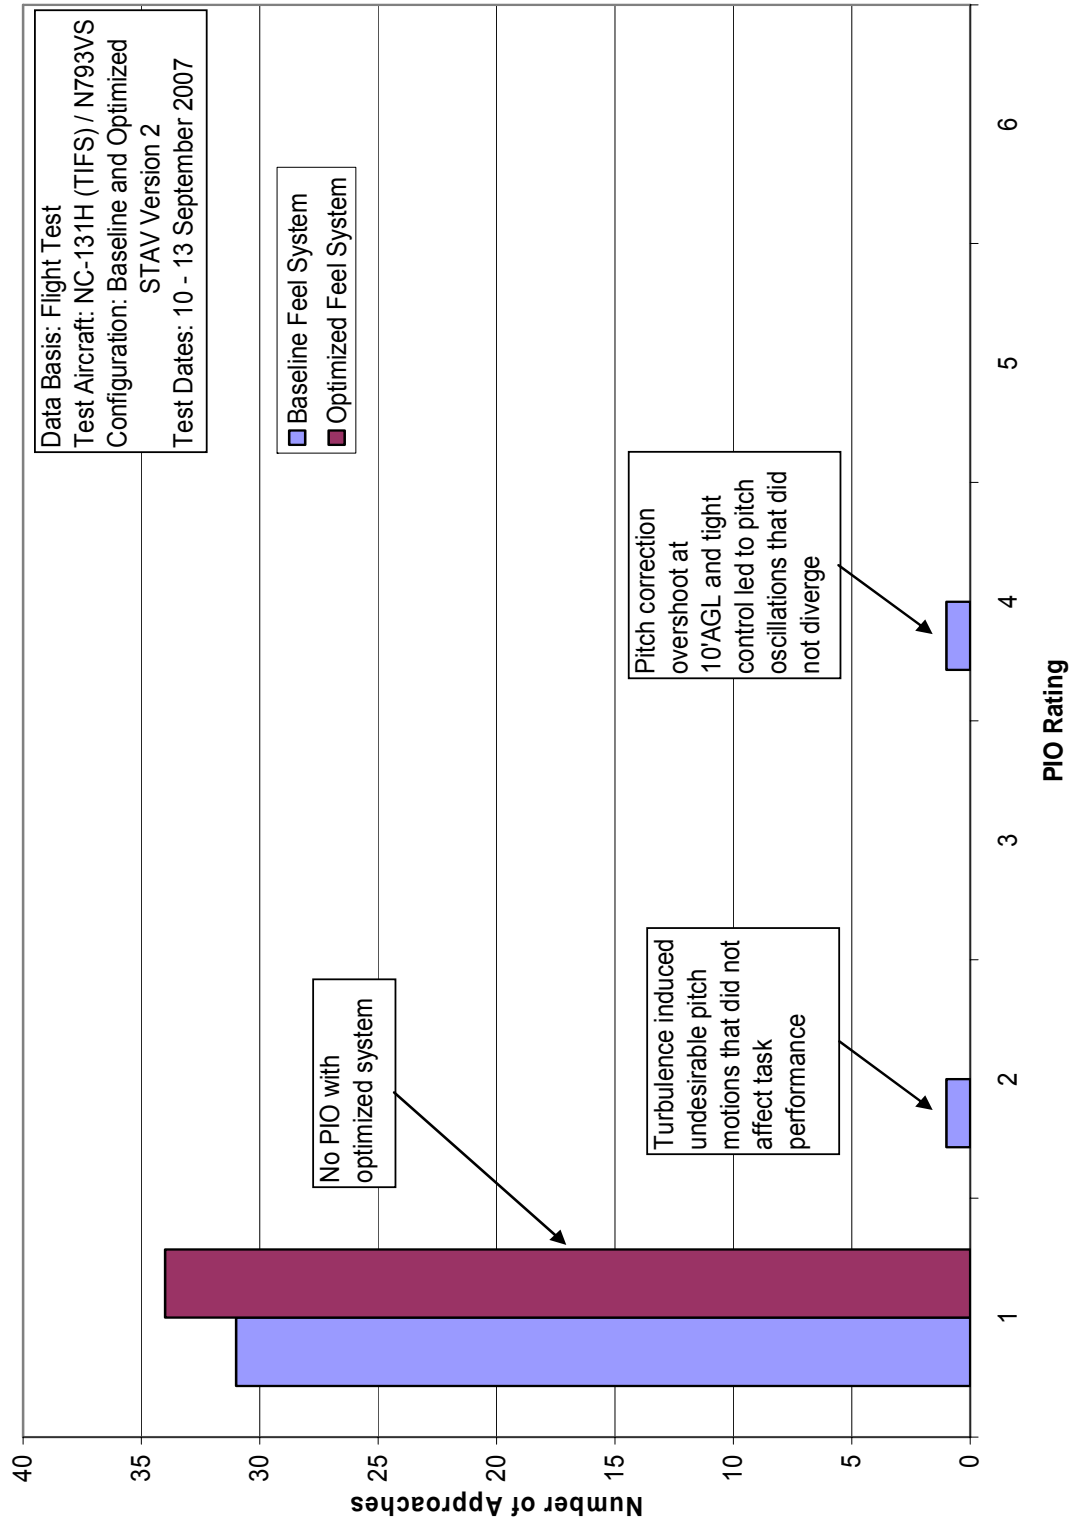 Data Basis: Flight Test
Test Aircraft: NC-131H (TIFS) / N793VS
Configuration: Baseline and Optimized
STAV Version 2
Test Dates: 10 - 13 September 2007
Baseline Feel System
Optimized Feel System
No PIO with
optimized system
Turbulence induced
undesirable pitch
motions that did not
affect task
performance
Pitch correction
overshoot at
10'AGL and tight
control led to pitch
oscillations that did
not diverge
Number of Approaches
40
35
30
25
20
15
10
5
0
1
2
3
4
5
6
PIO Rating